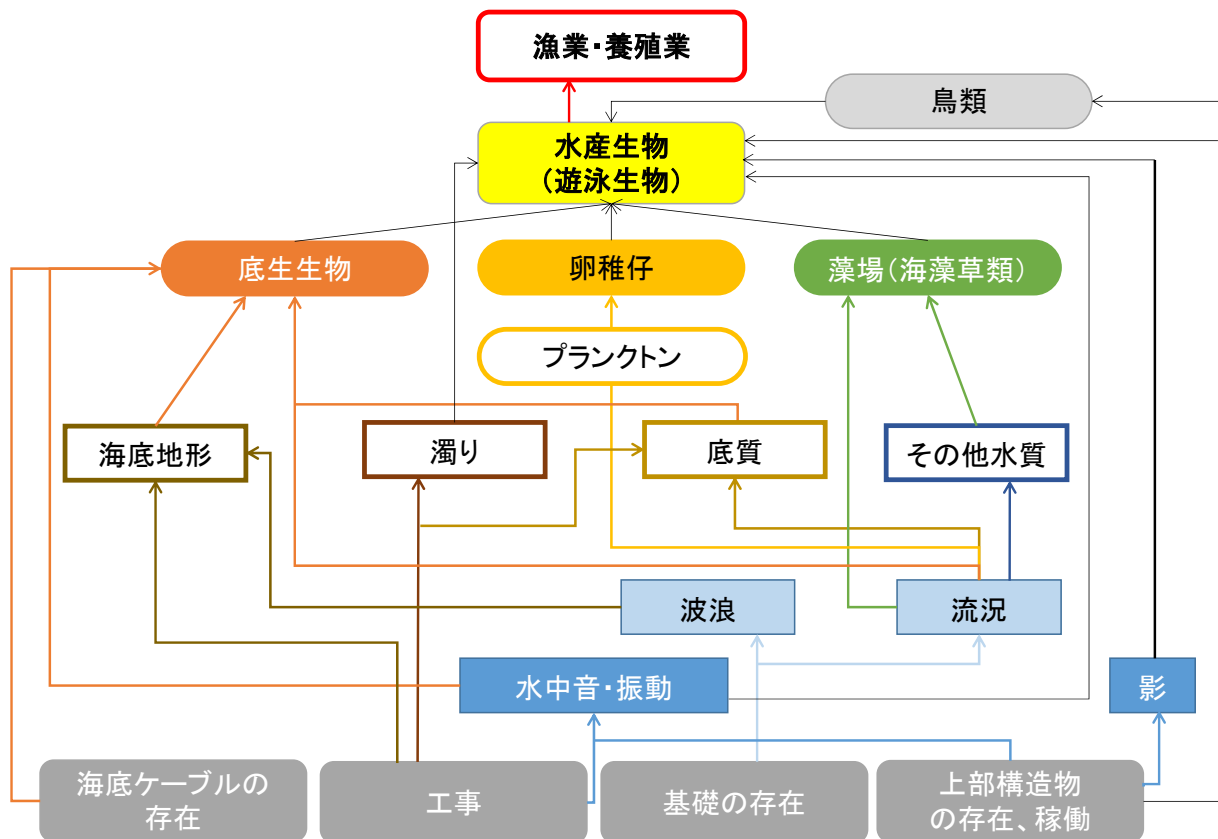 漁業・養殖業
鳥類
水産生物
（遊泳生物）
底生生物
卵稚仔
藻場（海藻草類）
プランクトン
海底地形
濁り
底質
その他水質
波浪
流況
水中音・振動
影
海底ケーブルの
存在
工事
基礎の存在
上部構造物
の存在、稼働